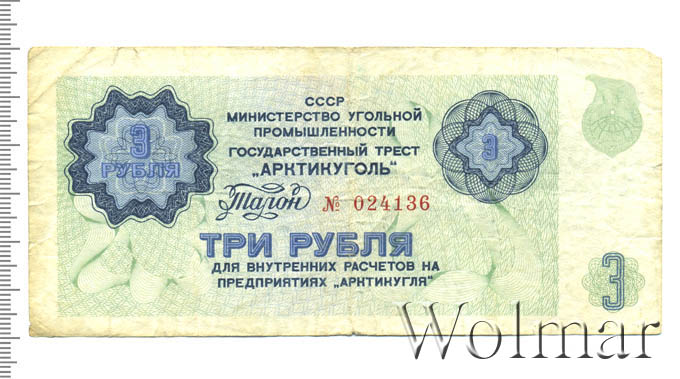 СССР
МИНИСТЕРСТВО УГОЛЬНОЙ
ПРОМЫШЛЕННОСТИ
ГОСУДАРСТВЕННЫЙ ТРЕСТ
„АРКТИКУГОЛЬ"
3
РУБЛЯ
3
Талон № 024136
ТРИ РУБЛЯ
ДЛЯ ВНУТРЕННИХ РАСЧЕТОВ НА
ПРЕДПРИЯТИЯХ „АРКТИКУГЛЯ"
3
Wolmar